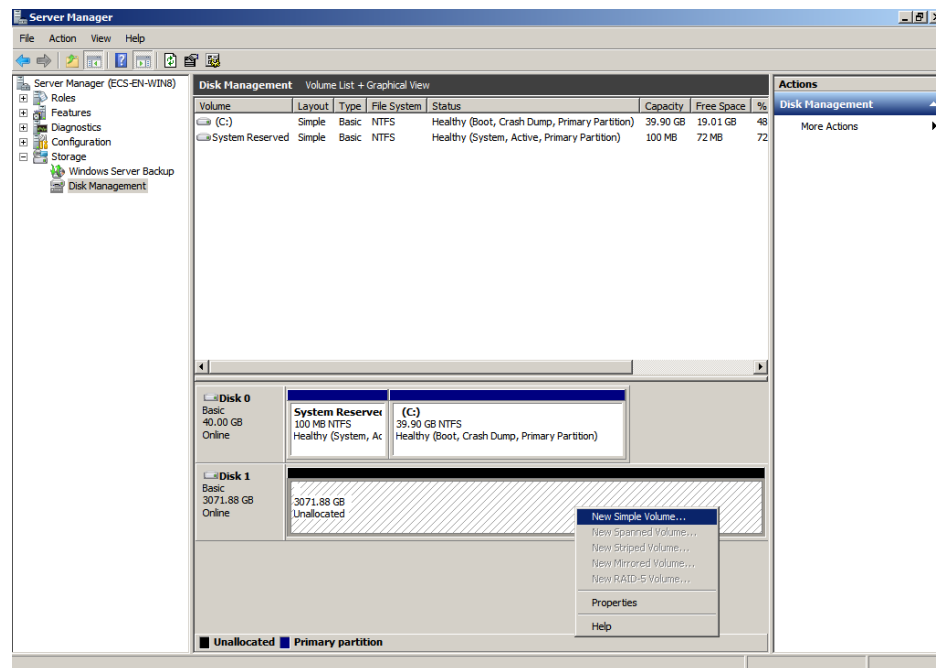 Server Manager
File Action View Help
Server Manager (ECS-EN-WIN8)
Roles
Features
Diagnostics
Configuration
Storage
Windows Server Backup
Disk Management
Disk Management Volume List + Graphical View
Volume Layout Type File System Status Capacity Free Space %
(C:) Simple Basic NTFS Healthy (Boot, Crash Dump, Primary Partition) 39.90 GB 19.01 GB 48
System Reserved Simple Basic NTFS Healthy (System, Active, Primary Partition) 100 MB 72 MB 72
Disk 0
Basic
40.00 GB
Online
System Reserved
100 MB NTFS
Healthy (System, Ac
(C:)
39.90 GB NTFS
Healthy (Boot, Crash Dump, Primary Partition)
Disk 1
Basic
3071.88 GB
Online
3071.88 GB
Unallocated
New Simple Volume...
New Spanned Volume...
New Striped Volume...
New Mirrored Volume...
New RAID-5 Volume...
Properties
Help
Unallocated Primary partition
Actions
Disk Management
More Actions